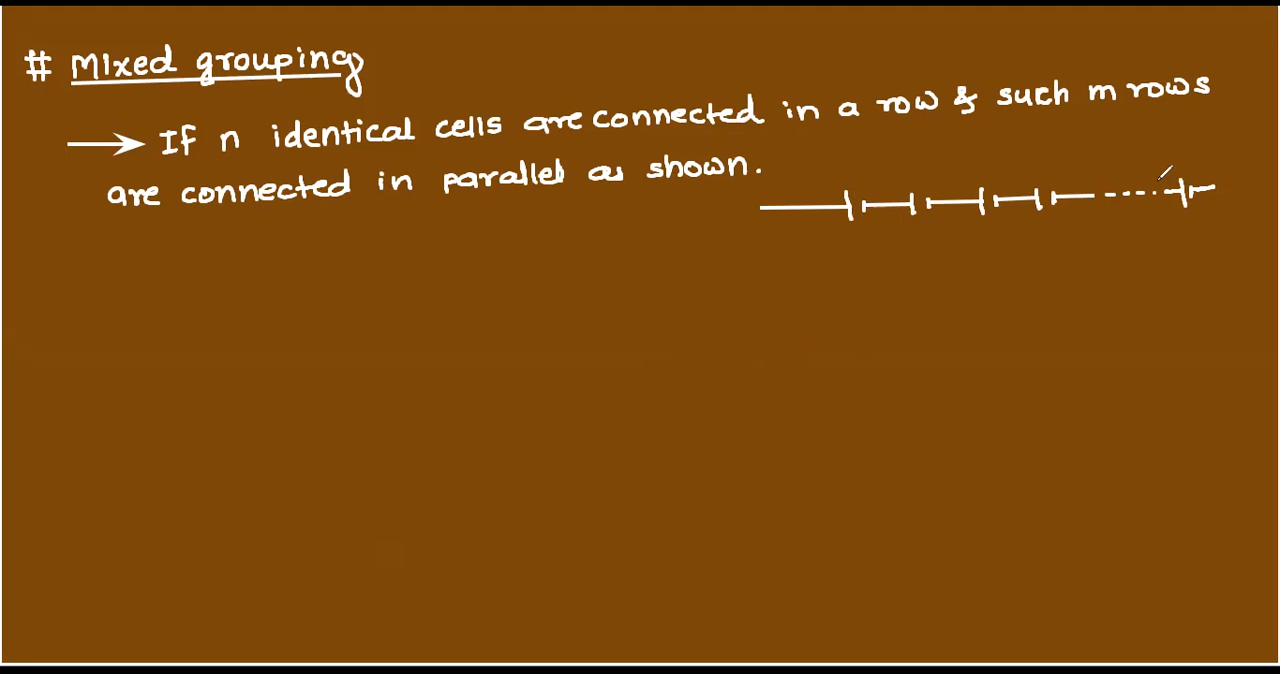 # Mixed grouping
→ If n identical cells are connected in a row & such m rows
are connected in parallel as shown.